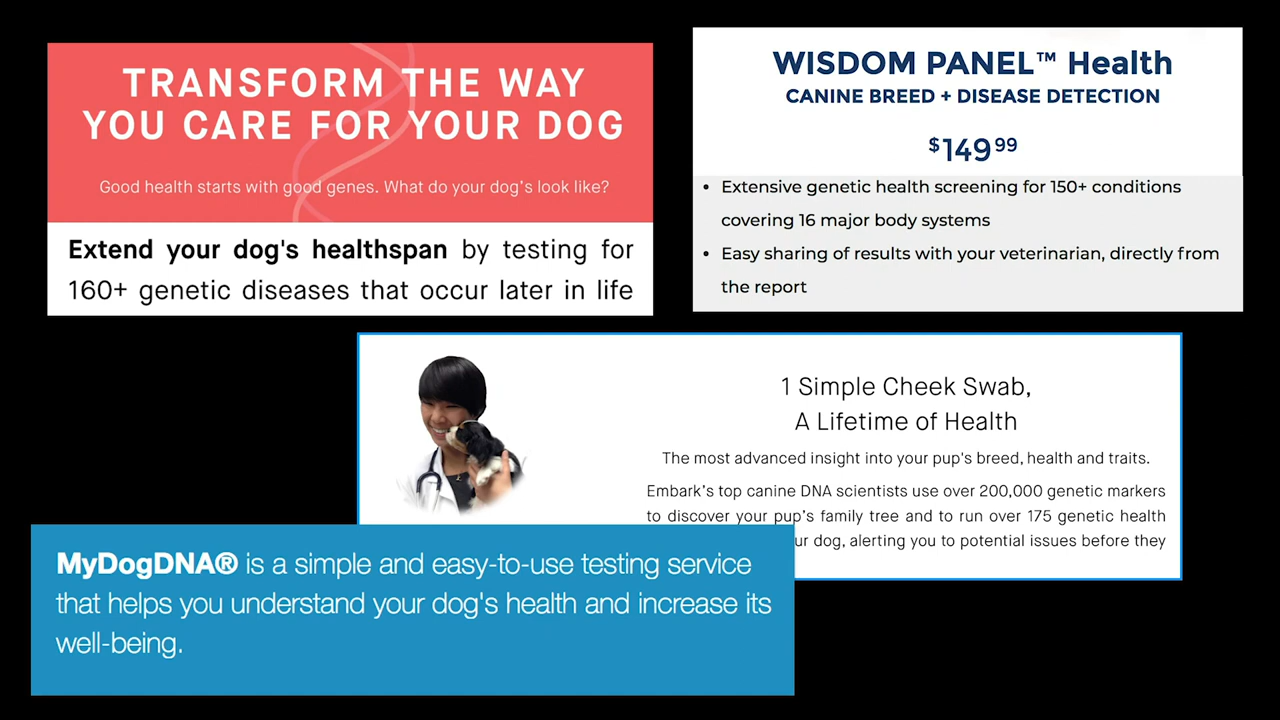 TRANSFORM THE WAY
YOU CARE FOR YOUR DOG
Good health starts with good genes. What do your dog's look like?
Extend your dog's healthspan by testing for
160+ genetic diseases that occur later in life
WISDOM PANEL™ Health
CANINE BREED + DISEASE DETECTION
$149 99
• Extensive genetic health screening for 150+ conditions
covering 16 major body systems
• Easy sharing of results with your veterinarian, directly from
the report
1 Simple Cheek Swab,
A Lifetime of Health
The most advanced insight into your pup's breed, health and traits.
Embark's top canine DNA scientists use over 200,000 genetic markers
to discover your pup's family tree and to run over 175 genetic health
dog, alerting you to potential issues before they
MyDogDNA® is a simple and easy-to-use testing service
that helps you understand your dog's health and increase its
well-being.